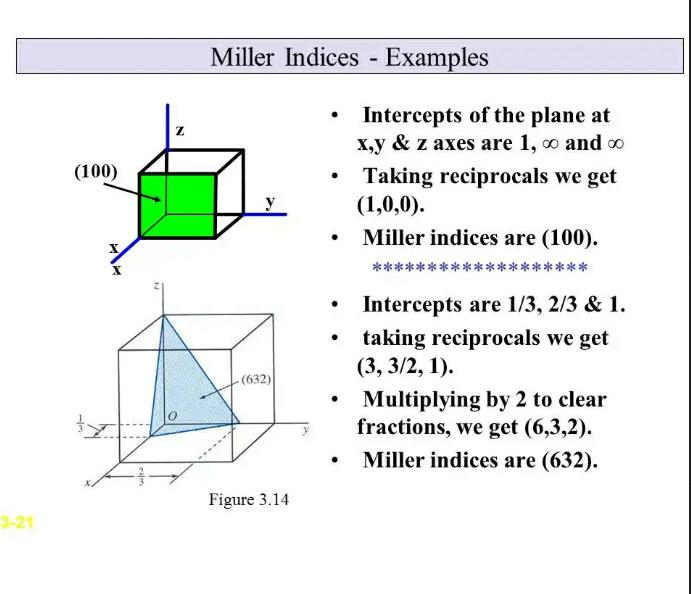 Miller Indices - Examples
z
(100)
y
x
x
• Intercepts of the plane at
x,y & z axes are 1, ∞ and ∞
• Taking reciprocals we get
(1,0,0).
• Miller indices are (100).
*******************
z
(632)
O
1/3
y
x
2/3
Figure 3.14
• Intercepts are 1/3, 2/3 & 1.
• taking reciprocals we get
(3, 3/2, 1).
• Multiplying by 2 to clear
fractions, we get (6,3,2).
• Miller indices are (632).
3-21